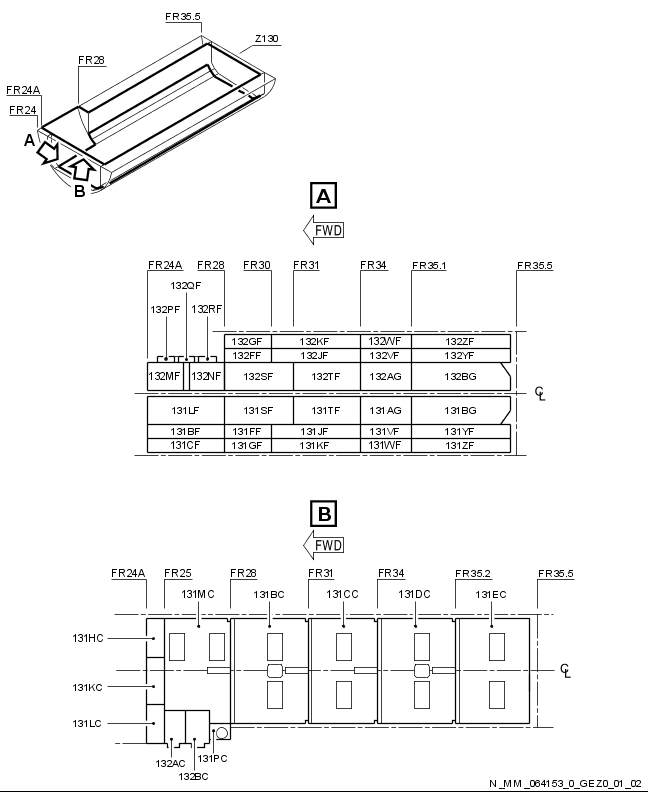 FR35.5
Z130
FR28
FR24A
FR24
A
B
A
FWD
FR24A FR28 FR30 FR31 FR34 FR35.1 FR35.5
132QF
132PF 132RF
132GF 132KF 132WF 132ZF
132FF 132JF 132VF 132YF
132MF 132NF 132SF 132TF 132AG 132BG
CL
131LF 131SF 131TF 131AG 131BG
131BF 131FF 131JF 131VF 131YF
131CF 131GF 131KF 131WF 131ZF
B
FWD
FR24A FR25 FR28 FR31 FR34 FR35.2 FR35.5
131MC 131BC 131CC 131DC 131EC
131HC
CL
131KC
131LC
131PC
132AC
132BC
N_MM_064153_0_GEZ0_01_02